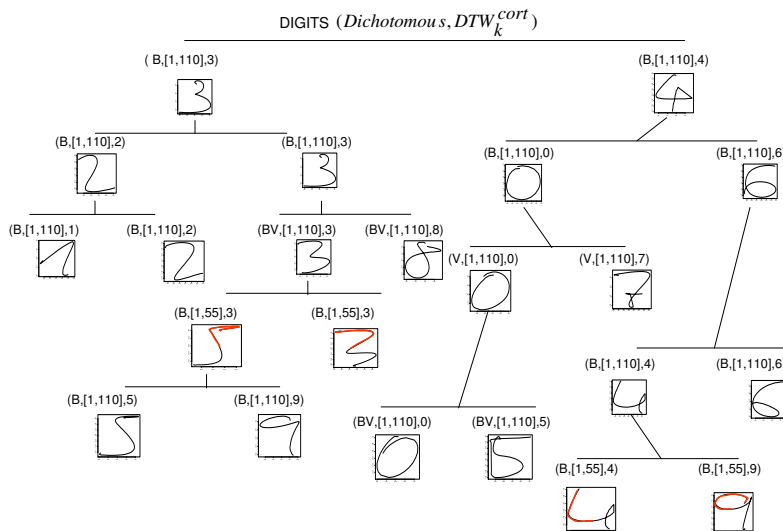 DIGITS (Dichotomous, DTW_k^cort)
( B,[1,110],3) (B,[1,110],4)
(B,[1,110],2) (B,[1,110],3) (B,[1,110],0) (B,[1,110],6
(B,[1,110],1) (B,[1,110],2) (BV,[1,110],3) (BV,[1,110],8) (V,[1,110],0) (V,[1,110],7)
(B,[1,55],3) (B,[1,55],3) (B,[1,110],4) (B,[1,110],6
(B,[1,110],5) (B,[1,110],9) (BV,[1,110],0) (BV,[1,110],5)
(B,[1,55],4) (B,[1,55],9)